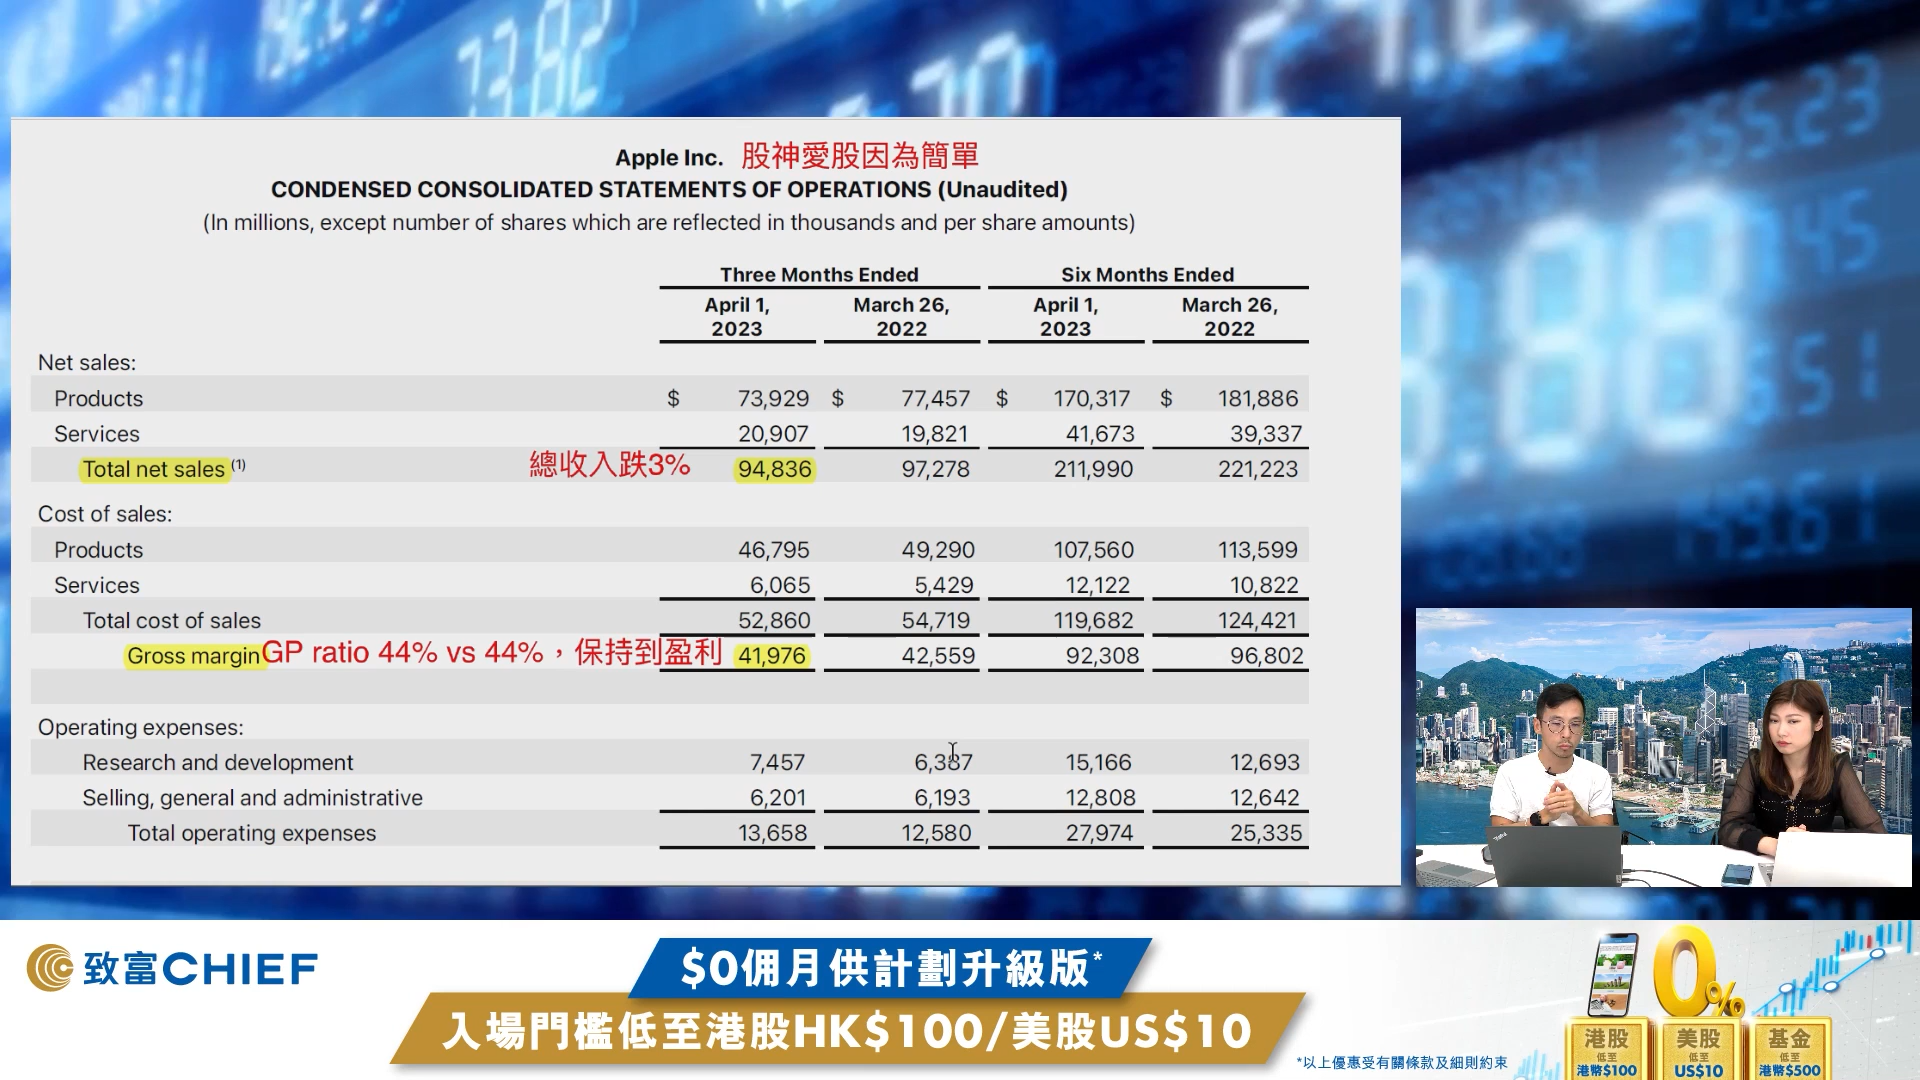 Apple Inc. 股神愛股因為簡單
CONDENSED CONSOLIDATED STATEMENTS OF OPERATIONS (Unaudited)
(In millions, except number of shares which are reflected in thousands and per share amounts)
Three Months Ended Six Months Ended
April 1, 2023 March 26, 2022 April 1, 2023 March 26, 2022
Net sales:
Products $ 73,929 $ 77,457 $ 170,317 $ 181,886
Services 20,907 19,821 41,673 39,337
Total net sales (1) 總收入跌3% 94,836 97,278 211,990 221,223
Cost of sales:
Products 46,795 49,290 107,560 113,599
Services 6,065 5,429 12,122 10,822
Total cost of sales 52,860 54,719 119,682 124,421
Gross margin GP ratio 44% vs 44%，保持到盈利 41,976 42,559 92,308 96,802
Operating expenses:
Research and development 7,457 6,387 15,166 12,693
Selling, general and administrative 6,201 6,193 12,808 12,642
Total operating expenses 13,658 12,580 27,974 25,335
致富CHIEF
$0佣月供計劃升級版*
入場門檻低至港股HK$100/美股US$10
*以上優惠受有關條款及細則約束
0%
港股 低至 港幣$100
美股 低至 US$10
基金 低至 港幣$500